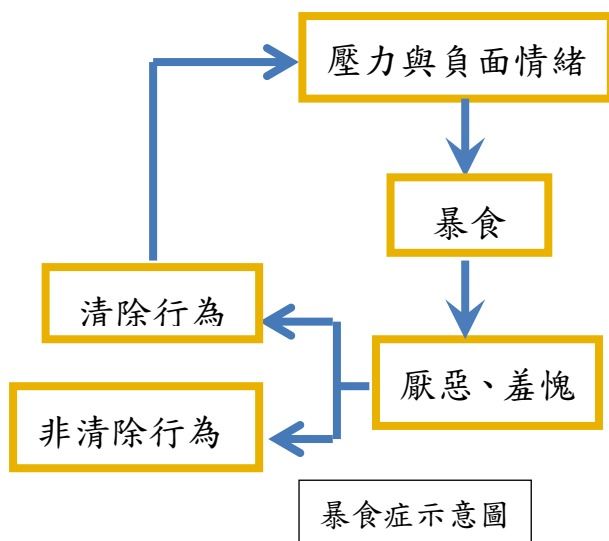 壓力與負面情緒
暴食
清除行為
厭惡、羞愧
非清除行為
暴食症示意圖